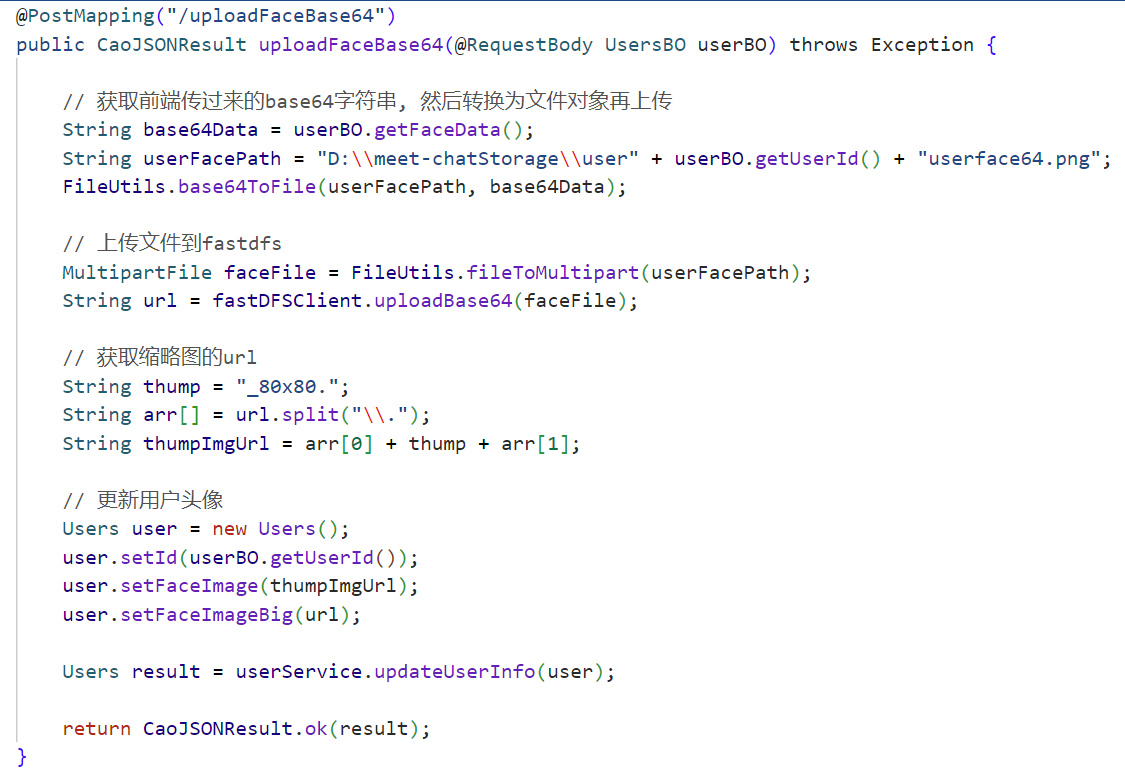 @PostMapping("/uploadFaceBase64")
public CaoJSONResult uploadFaceBase64(@RequestBody UsersBO userBO) throws Exception {
// 获取前端传过来的base64字符串, 然后转换为文件对象再上传
String base64Data = userBO.getFaceData();
String userFacePath = "D:\\meet-chatStorage\\user" + userBO.getUserId() + "userface64.png";
FileUtils.base64ToFile(userFacePath, base64Data);
// 上传文件到fastdfs
MultipartFile faceFile = FileUtils.fileToMultipart(userFacePath);
String url = fastDFSClient.uploadBase64(faceFile);
// 获取缩略图的url
String thump = "_80x80.";
String arr[] = url.split("\\.");
String thumpImgUrl = arr[0] + thump + arr[1];
// 更新用户头像
Users user = new Users();
user.setId(userBO.getUserId());
user.setFaceImage(thumpImgUrl);
user.setFaceImageBig(url);
Users result = userService.updateUserInfo(user);
return CaoJSONResult.ok(result);
}